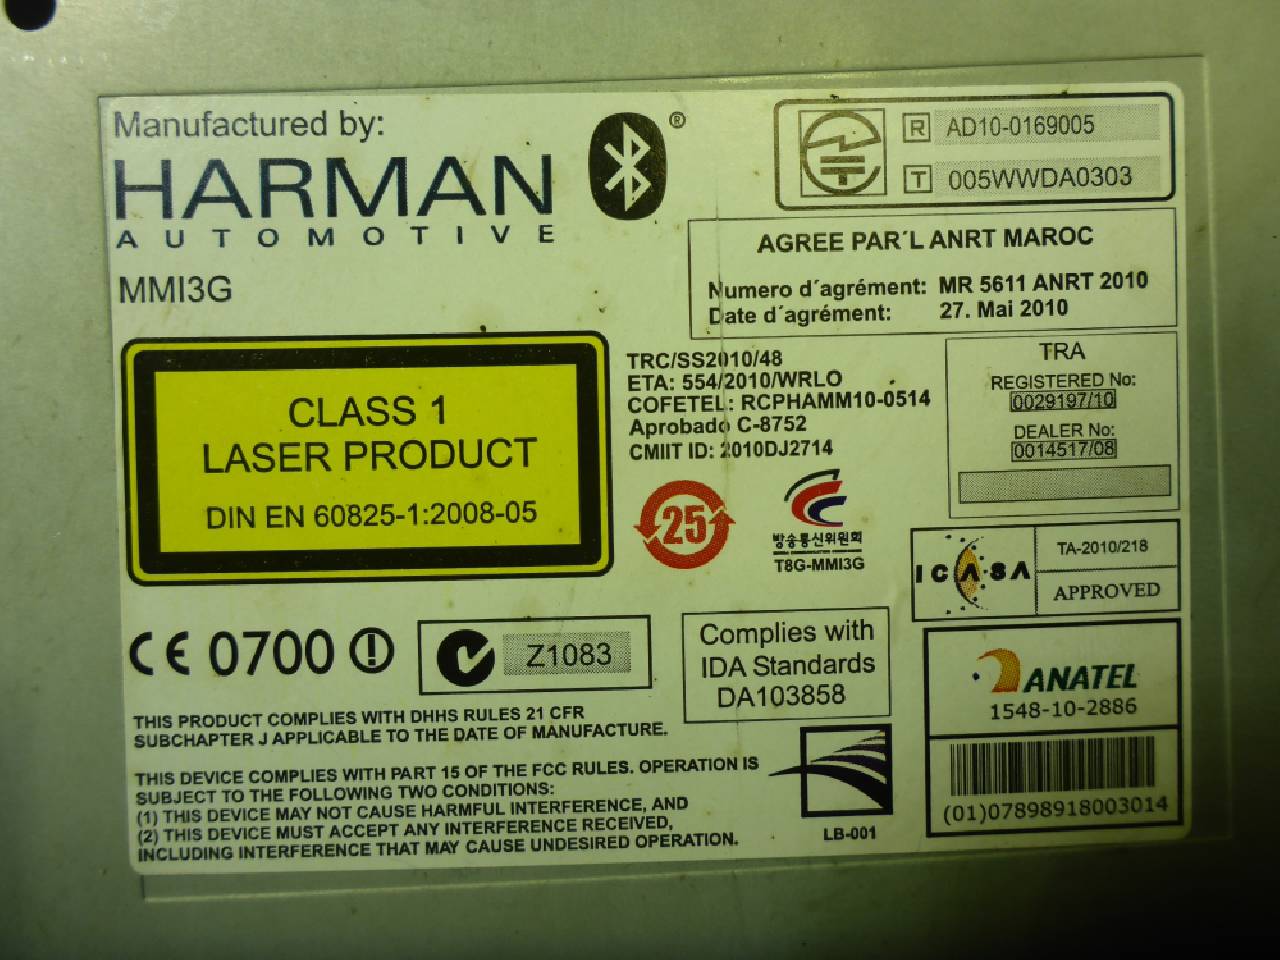 Manufactured by:
HARMAN
AUTOMOTIVE
MMI3G
®
R AD10-0169005
T 005WWDA0303
AGREE PAR´L ANRT MAROC
Numero d´agrément: MR 5611 ANRT 2010
Date d´agrément: 27. Mai 2010
CLASS 1
LASER PRODUCT
DIN EN 60825-1:2008-05
TRC/SS2010/48
ETA: 554/2010/WRLO
COFETEL: RCPHAMM10-0514
Aprobado C-8752
CMIIT ID: 2010DJ2714
TRA
REGISTERED No:
0029197/10
DEALER No:
0014517/08
25
방송통신위원회
T8G-MMI3G
ICASA
TA-2010/218
APPROVED
CE 0700
Z1083
Complies with
IDA Standards
DA103858
ANATEL
1548-10-2886
(01)07898918003014
THIS PRODUCT COMPLIES WITH DHHS RULES 21 CFR
SUBCHAPTER J APPLICABLE TO THE DATE OF MANUFACTURE.
THIS DEVICE COMPLIES WITH PART 15 OF THE FCC RULES. OPERATION IS
SUBJECT TO THE FOLLOWING TWO CONDITIONS:
(1) THIS DEVICE MAY NOT CAUSE HARMFUL INTERFERENCE, AND
(2) THIS DEVICE MUST ACCEPT ANY INTERFERENCE RECEIVED,
INCLUDING INTERFERENCE THAT MAY CAUSE UNDESIRED OPERATION.
LB-001